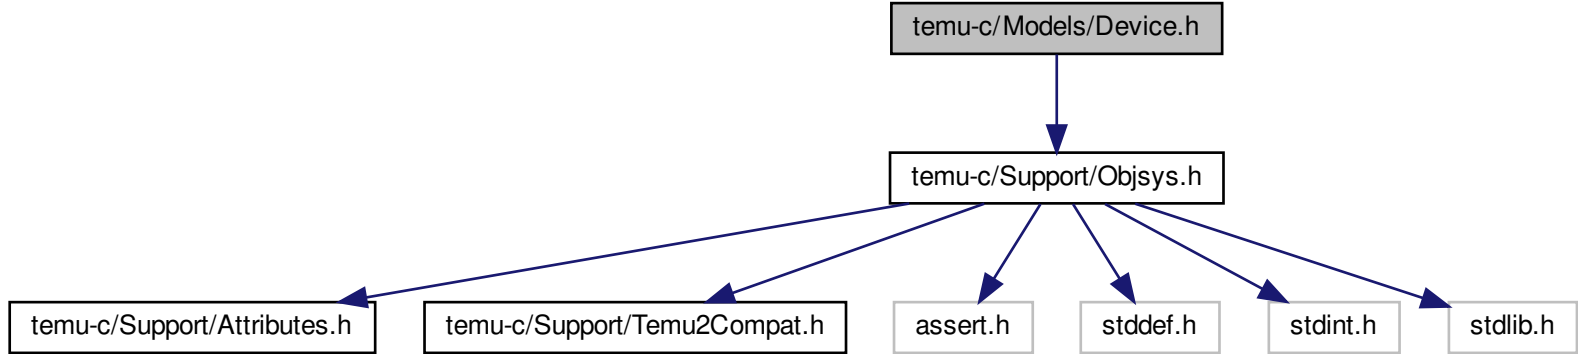 temu-c/Models/Device.h
temu-c/Support/Objsys.h
temu-c/Support/Attributes.h
temu-c/Support/Temu2Compat.h
assert.h
stddef.h
stdint.h
stdlib.h